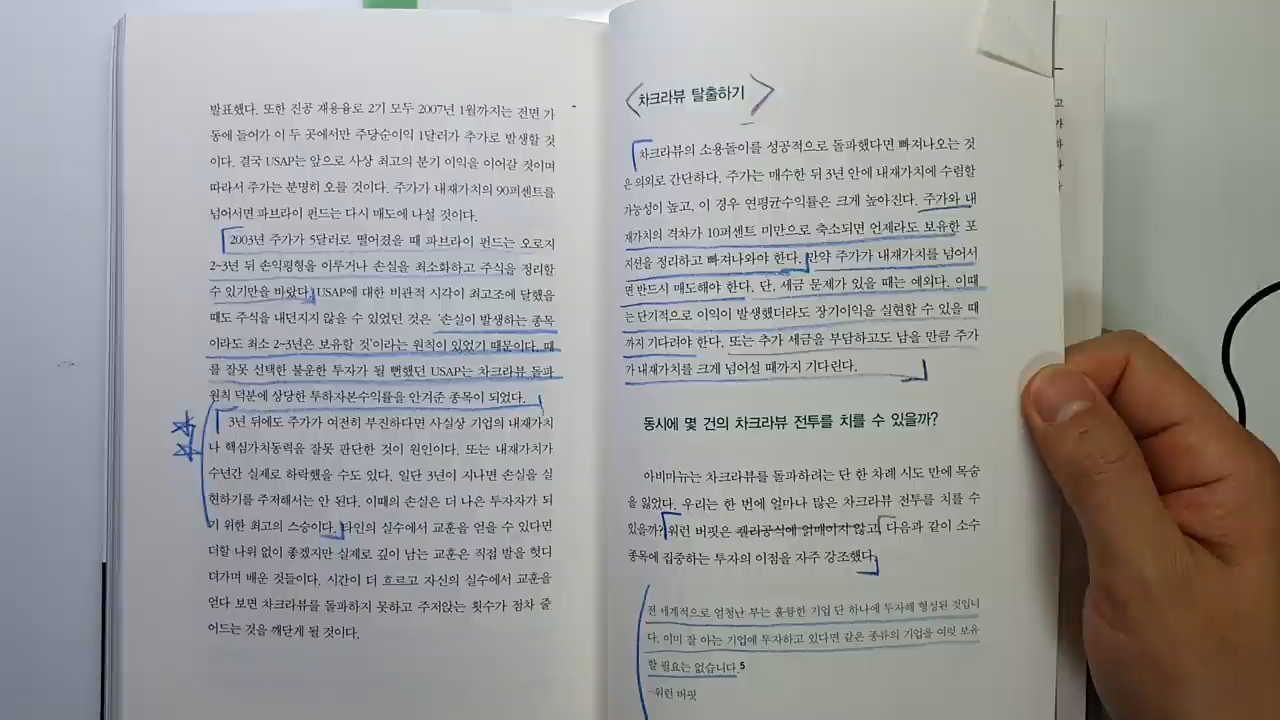 발표했다. 또한 진공 재용융로 2기 모두 2007년 1월까지는 전면 가
동에 들어가 이 두 곳에서만 주당순이익 1달러가 추가로 발생할 것
이다. 결국 USAP는 앞으로 사상 최고의 분기 이익을 이어갈 것이며
따라서 주가는 분명히 오를 것이다. 주가가 내재가치의 90퍼센트를
넘어서면 파브라이 펀드는 다시 매도에 나설 것이다.
2003년 주가가 5달러로 떨어졌을 때 파브라이 펀드는 오로지
2~3년 뒤 손익평형을 이루거나 손실을 최소화하고 주식을 정리할
수 있기만을 바랐다. USAP에 대한 비관적 시각이 최고조에 달했을
때도 주식을 내던지지 않을 수 있었던 것은 '손실이 발생하는 종목
이라도 최소 2~3년은 보유할 것'이라는 원칙이 있었기 때문이다. 때
를 잘못 선택한 불운한 투자가 될 뻔했던 USAP는 차크라뷰 돌파
원칙 덕분에 상당한 투하자본수익률을 안겨준 종목이 되었다.
3년 뒤에도 주가가 여전히 부진하다면 사실상 기업의 내재가치
나 핵심가치동력을 잘못 판단한 것이 원인이다. 또는 내재가치가
수년간 실제로 하락했을 수도 있다. 일단 3년이 지나면 손실을 실
현하기를 주저해서는 안 된다. 이때의 손실은 더 나은 투자자가 되
기 위한 최고의 스승이다. 타인의 실수에서 교훈을 얻을 수 있다면
더할 나위 없이 좋겠지만 실제로 깊이 남는 교훈은 직접 발을 헛디
뎌가며 배운 것들이다. 시간이 더 흐르고 자신의 실수에서 교훈을
얻다 보면 차크라뷰를 돌파하지 못하고 주저앉는 횟수가 점차 줄
어드는 것을 깨닫게 될 것이다.
차크라뷰 탈출하기
차크라뷰의 소용돌이를 성공적으로 돌파했다면 빠져나오는 것
은 의외로 간단하다. 주가는 매수한 뒤 3년 안에 내재가치에 수렴할
가능성이 높고, 이 경우 연평균수익률은 크게 높아진다. 주가와 내
재가치의 격차가 10퍼센트 미만으로 축소되면 언제라도 보유한 포
지션을 정리하고 빠져나와야 한다. 만약 주가가 내재가치를 넘어서
면 반드시 매도해야 한다. 단, 세금 문제가 있을 때는 예외다. 이때
는 단기적으로 이익이 발생했더라도 장기이익을 실현할 수 있을 때
까지 기다려야 한다. 또는 추가 세금을 부담하고도 남을 만큼 주가
가 내재가치를 크게 넘어설 때까지 기다린다.
동시에 몇 건의 차크라뷰 전투를 치를 수 있을까?
아비마뉴는 차크라뷰를 돌파하려는 단 한 차례 시도 만에 목숨
을 잃었다. 우리는 한 번에 얼마나 많은 차크라뷰 전투를 치를 수
있을까? 워런 버핏은 켈리공식에 얽매이지 않고, 다음과 같이 소수
종목에 집중하는 투자의 이점을 자주 강조했다.
전 세계적으로 엄청난 부는 훌륭한 기업 단 하나에 투자해 형성된 것입니
다. 이미 잘 아는 기업에 투자하고 있다면 같은 종류의 기업을 여럿 보유
할 필요는 없습니다.5
-워런 버핏